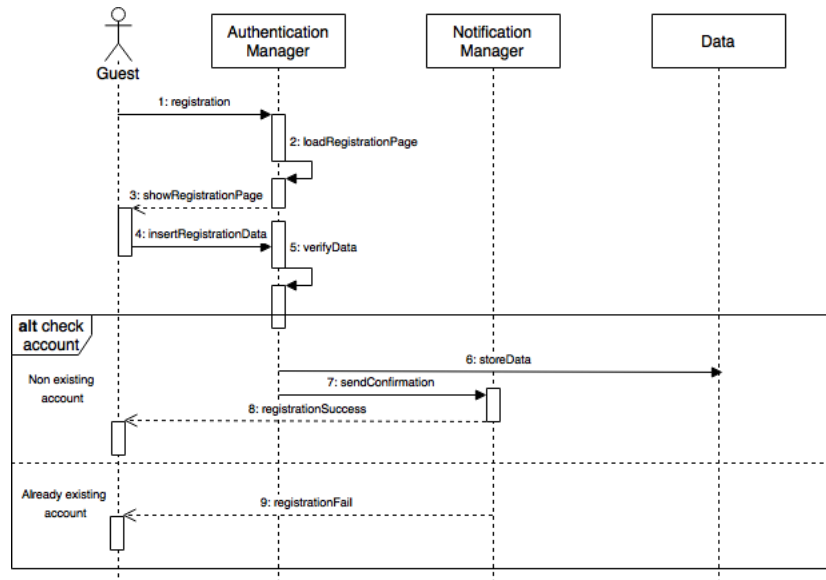 Guest
Authentication
Manager
Notification
Manager
Data
1: registration
2: loadRegistrationPage
3: showRegistrationPage
4: insertRegistrationData
5: verifyData
alt check
account
6: storeData
Non existing
account
7: sendConfirmation
8: registrationSuccess
Already existing
account
9: registrationFail